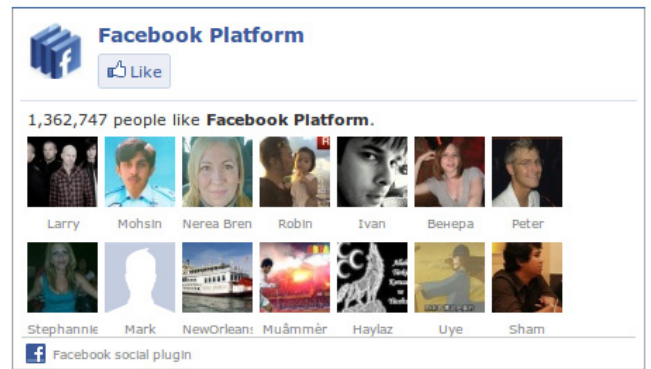 Facebook Platform
Like
1,362,747 people like Facebook Platform.
Larry Mohsin Nerea Bren Robin Ivan Венера Peter
Stephannie Mark NewOrleans Muâmmèr Haylaz Uye Sham
Facebook social plugin